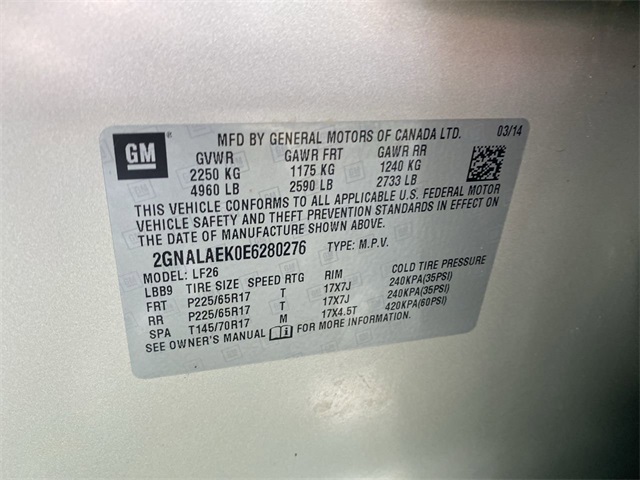 GM ®
MFD BY GENERAL MOTORS OF CANADA LTD. 03/14
GVWR GAWR FRT GAWR RR
2250 KG 1175 KG 1240 KG
4960 LB 2590 LB 2733 LB
THIS VEHICLE CONFORMS TO ALL APPLICABLE U.S. FEDERAL MOTOR
VEHICLE SAFETY AND THEFT PREVENTION STANDARDS IN EFFECT ON
THE DATE OF MANUFACTURE SHOWN ABOVE.
2GNALAEK0E6280276 TYPE: M.P.V.
MODEL: LF26
LBB9 TIRE SIZE SPEED RTG RIM COLD TIRE PRESSURE
FRT P225/65R17 T 17X7J 240KPA(35PSI)
RR P225/65R17 T 17X7J 240KPA(35PSI)
SPA T145/70R17 M 17X4.5T 420KPA(60PSI)
SEE OWNER'S MANUAL FOR MORE INFORMATION.